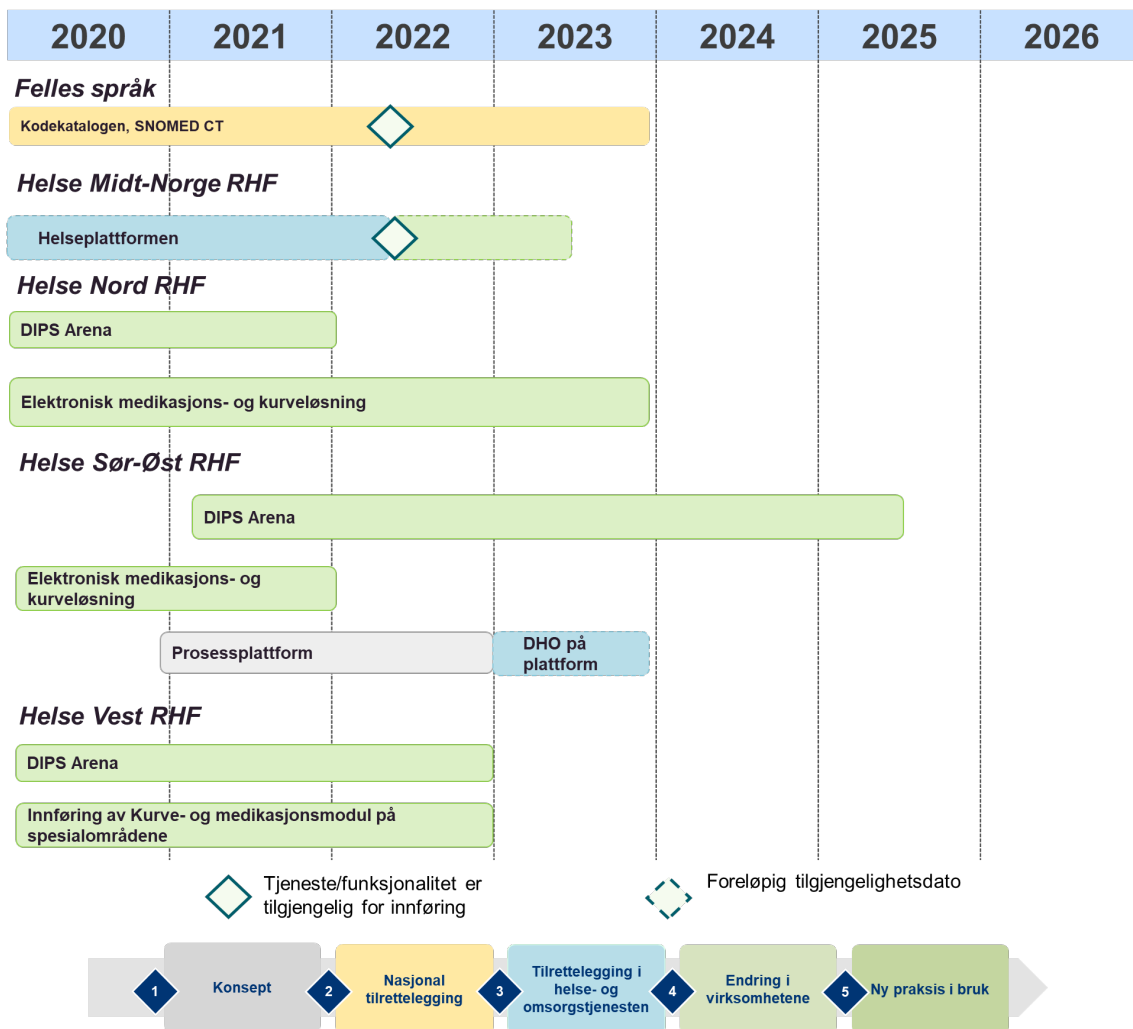 2020 2021 2022 2023 2024 2025 2026
Felles språk
Kodekatalogen, SNOMED CT
Helse Midt-Norge RHF
Helseplattformen
Helse Nord RHF
DIPS Arena
Elektronisk medikasjons- og kurveløsning
Helse Sør-Øst RHF
DIPS Arena
Elektronisk medikasjons- og
kurveløsning
Prosessplattform
DHO på
plattform
Helse Vest RHF
DIPS Arena
Innføring av Kurve- og medikasjonsmodul på
spesialområdene
Tjeneste/funksjonalitet er
tilgjengelig for innføring
Foreløpig tilgjengelighetsdato
1
Konsept
2
Nasjonal
tilrettelegging
3
Tilrettelegging i
helse- og
omsorgstjenesten
4
Endring i
virksomhetene
5
Ny praksis i bruk